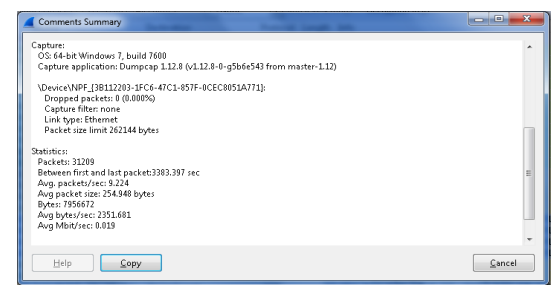 Comments Summary
Capture:
OS: 64-bit Windows 7, build 7600
Capture application: Dumpcap 1.12.8 (v1.12.8-0-g5b6e543 from master-1.12)
\Device\NPF_{3B112203-1FC6-47C1-857F-0CEC8051A771}:
Dropped packets: 0 (0.000%)
Capture filter: none
Link type: Ethernet
Packet size limit 262144 bytes
Statistics:
Packets: 31209
Between first and last packet:3383.397 sec
Avg. packets/sec: 9.224
Avg packet size: 254.948 bytes
Bytes: 7956672
Avg bytes/sec: 2351.681
Avg Mbit/sec: 0.019
Help
Copy
Cancel